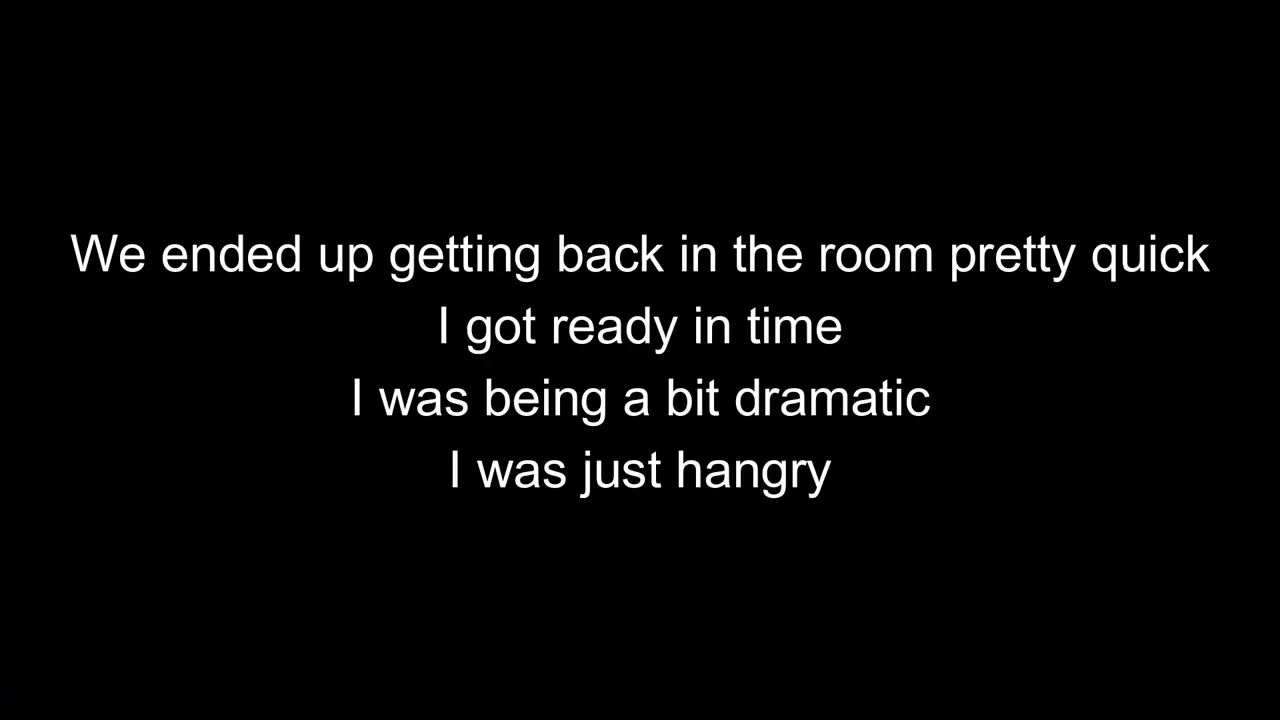 We ended up getting back in the room pretty quick
I got ready in time
I was being a bit dramatic
I was just hangry